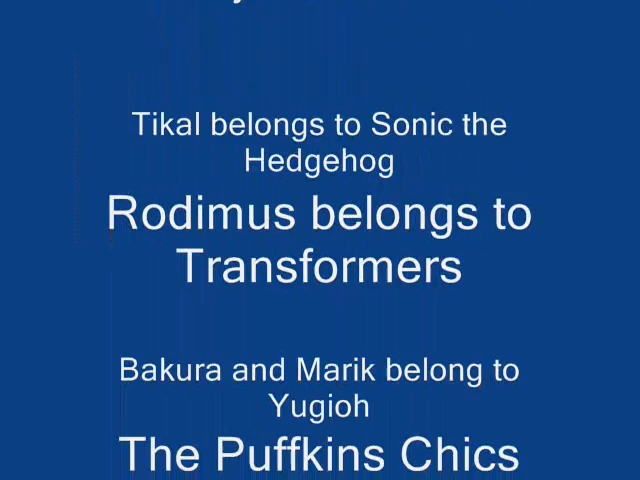 Tikal belongs to Sonic the
Hedgehog
Rodimus belongs to
Transformers
Bakura and Marik belong to
Yugioh
The Puffkins Chics